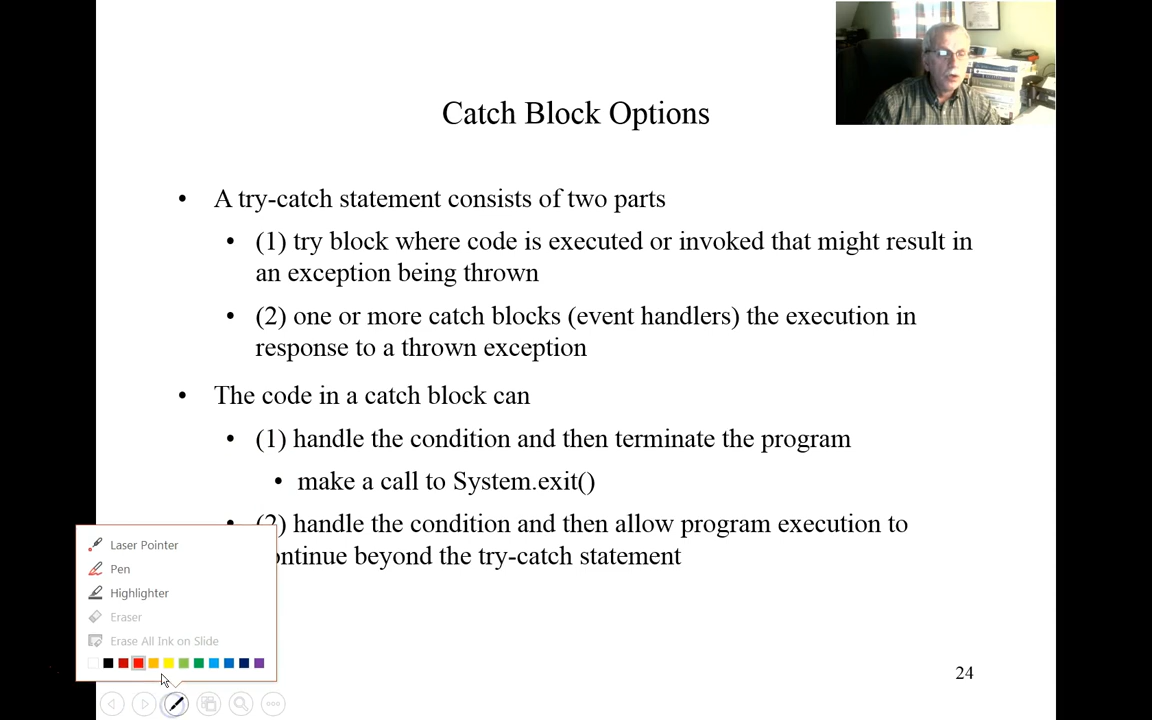 Catch Block Options
• A try-catch statement consists of two parts
• (1) try block where code is executed or invoked that might result in
an exception being thrown
• (2) one or more catch blocks (event handlers) the execution in
response to a thrown exception
• The code in a catch block can
• (1) handle the condition and then terminate the program
• make a call to System.exit()
• (2) handle the condition and then allow program execution to
ontinue beyond the try-catch statement
Laser Pointer
Pen
Highlighter
Eraser
Erase All Ink on Slide
24